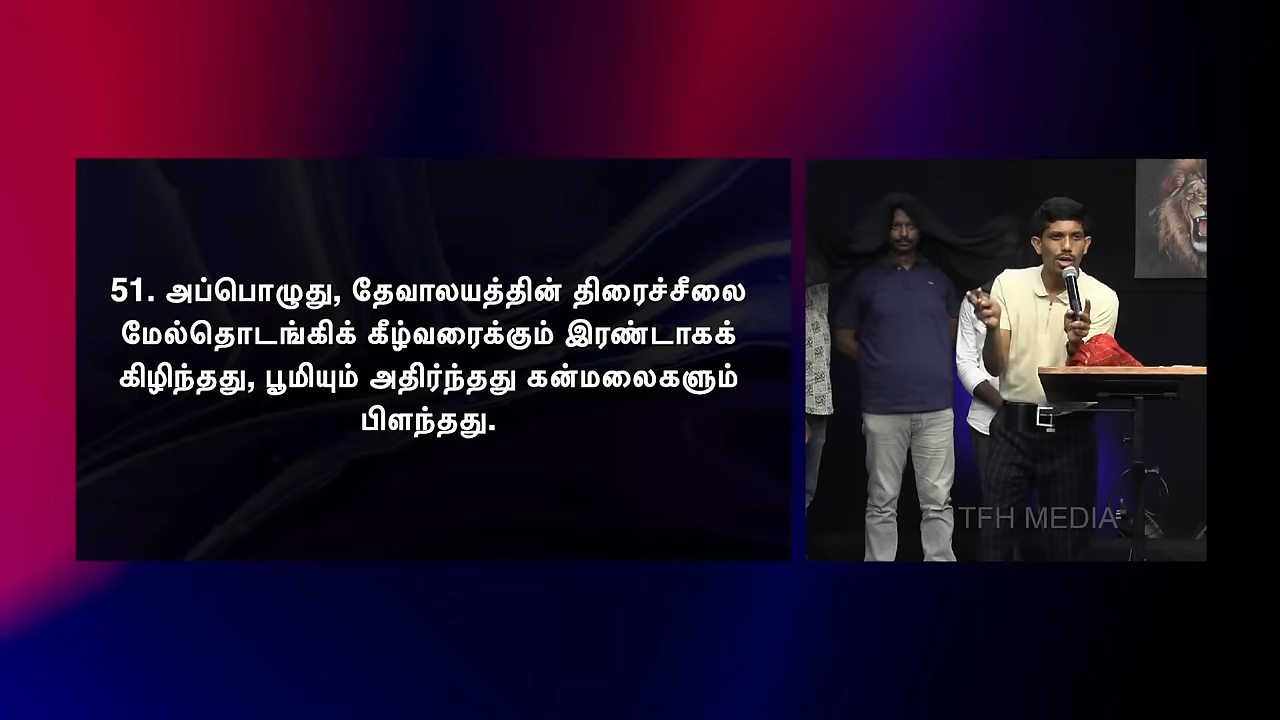 51. அப்பொழுது, தேவாலயத்தின் திரைச்சீலை
மேல்தொடங்கிக் கீழ்வரைக்கும் இரண்டாகக்
கிழிந்தது, பூமியும் அதிர்ந்தது கன்மலைகளும்
பிளந்தது.
TFH MEDIA